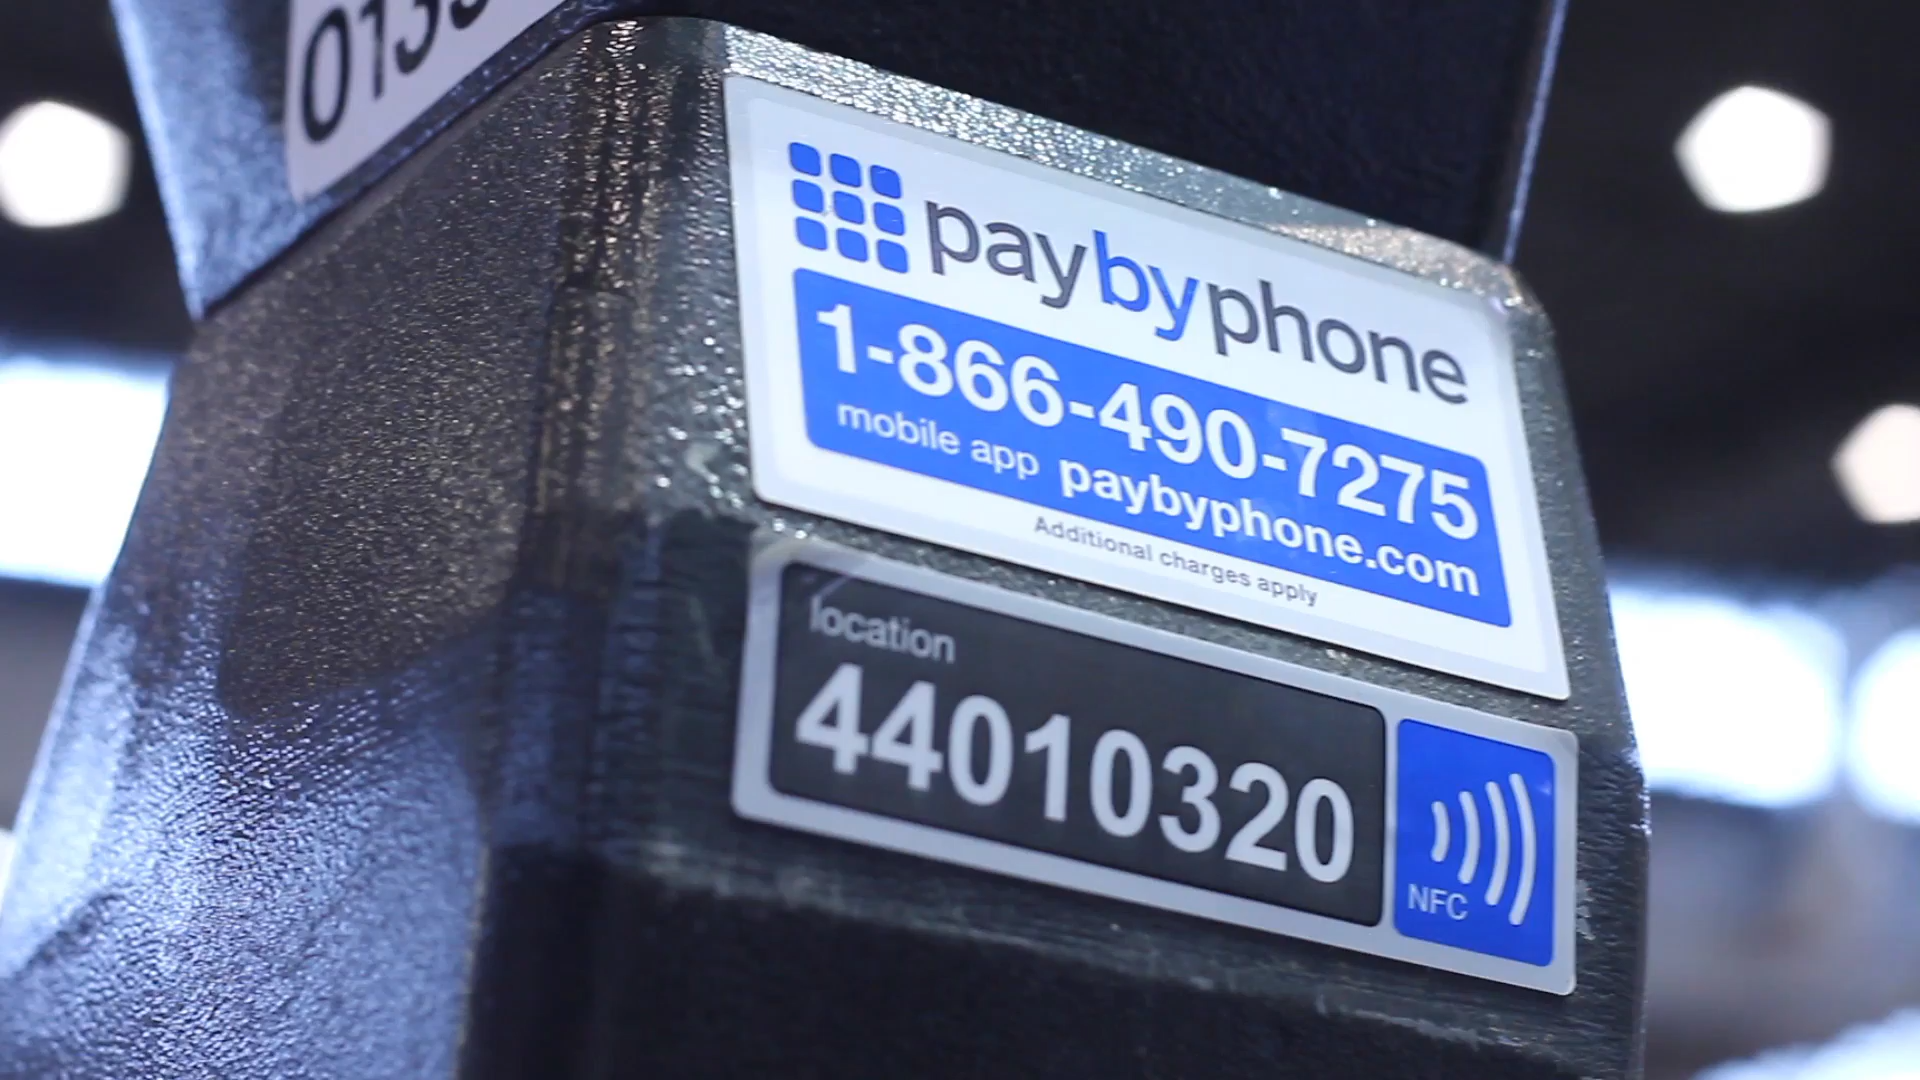 paybyphone
1-866-490-7275
mobile app paybyphone.com
Additional charges apply
location
44010320
NFC